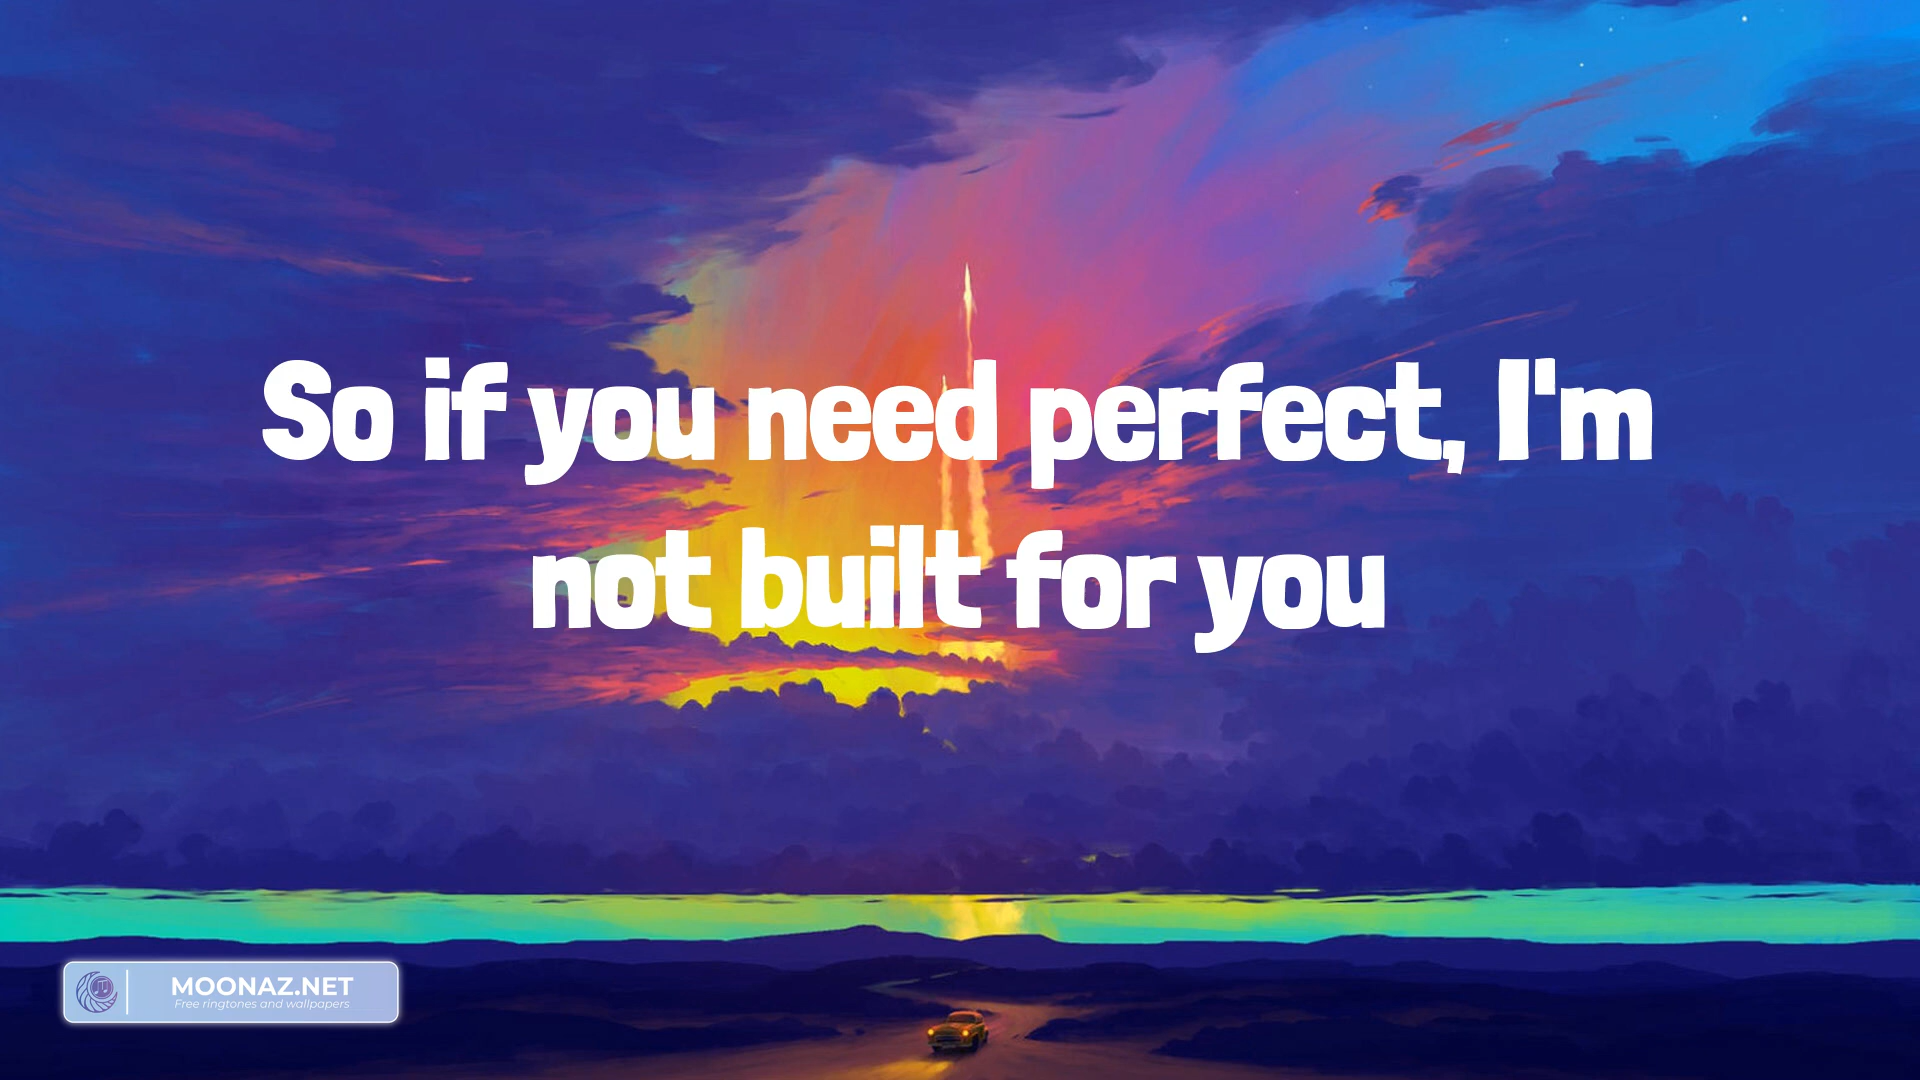 So if you need perfect, I'm
not built for you
MOONAZ.NET
Free ringtones and wallpapers